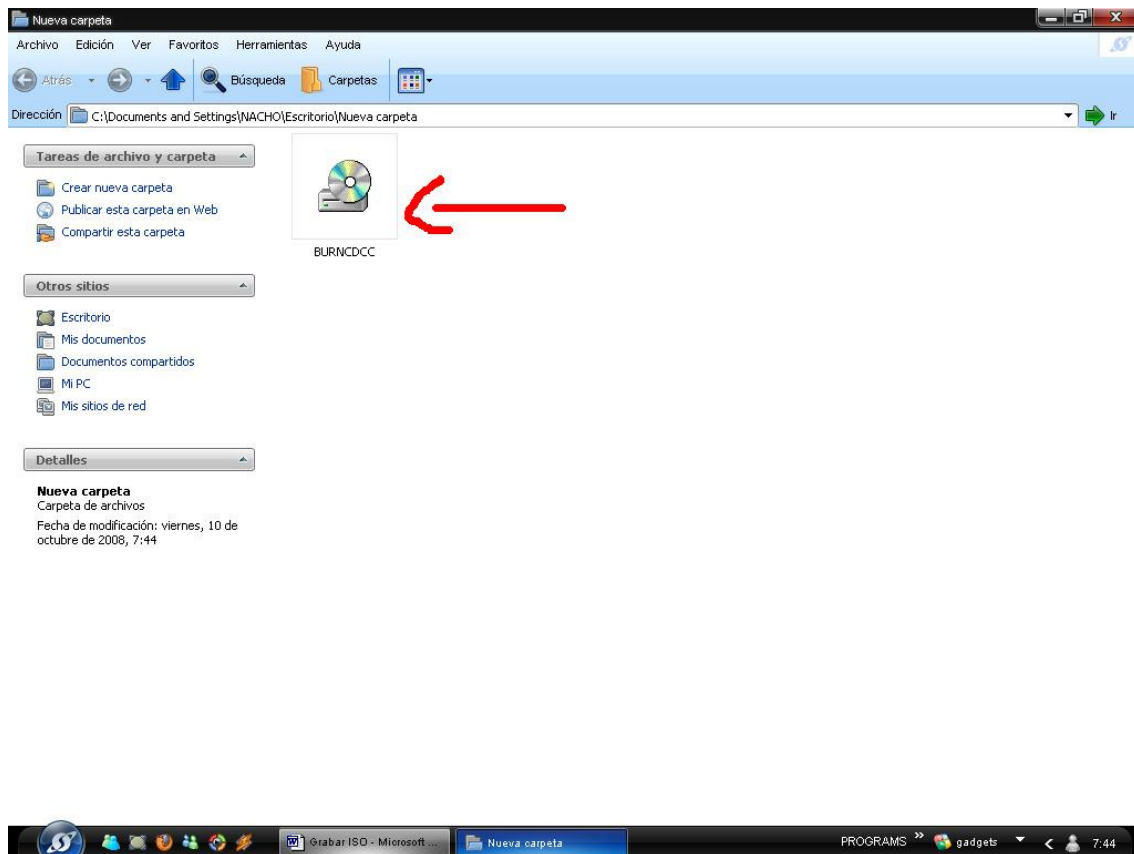 Nueva carpeta
Archivo Edición Ver Favoritos Herramientas Ayuda
Atrás Búsqueda Carpetas
Dirección C:\Documents and Settings\NACHO\Escritorio\Nueva carpeta Ir
Tareas de archivo y carpeta
Crear nueva carpeta
Publicar esta carpeta en Web
Compartir esta carpeta
BURNCDCC
Otros sitios
Escritorio
Mis documentos
Documentos compartidos
Mi PC
Mis sitios de red
Detalles
Nueva carpeta
Carpeta de archivos
Fecha de modificación: viernes, 10 de
octubre de 2008, 7:44
Grabar ISO - Microsoft ... Nueva carpeta PROGRAMS » gadgets 7:44